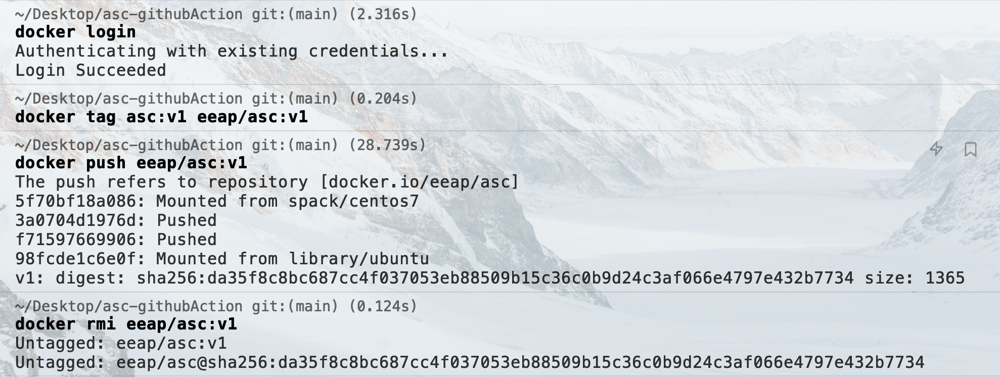 ~/Desktop/asc-githubAction git:(main) (2.316s)
docker login
Authenticating with existing credentials...
Login Succeeded
~/Desktop/asc-githubAction git:(main) (0.204s)
docker tag asc:v1 eeap/asc:v1
~/Desktop/asc-githubAction git:(main) (28.739s)
docker push eeap/asc:v1
The push refers to repository [docker.io/eeap/asc]
5f70bf18a086: Mounted from spack/centos7
3a0704d1976d: Pushed
f71597669906: Pushed
98fcde1c6e0f: Mounted from library/ubuntu
v1: digest: sha256:da35f8c8bc687cc4f037053eb88509b15c36c0b9d24c3af066e4797e432b7734 size: 1365
~/Desktop/asc-githubAction git:(main) (0.124s)
docker rmi eeap/asc:v1
Untagged: eeap/asc:v1
Untagged: eeap/asc@sha256:da35f8c8bc687cc4f037053eb88509b15c36c0b9d24c3af066e4797e432b7734